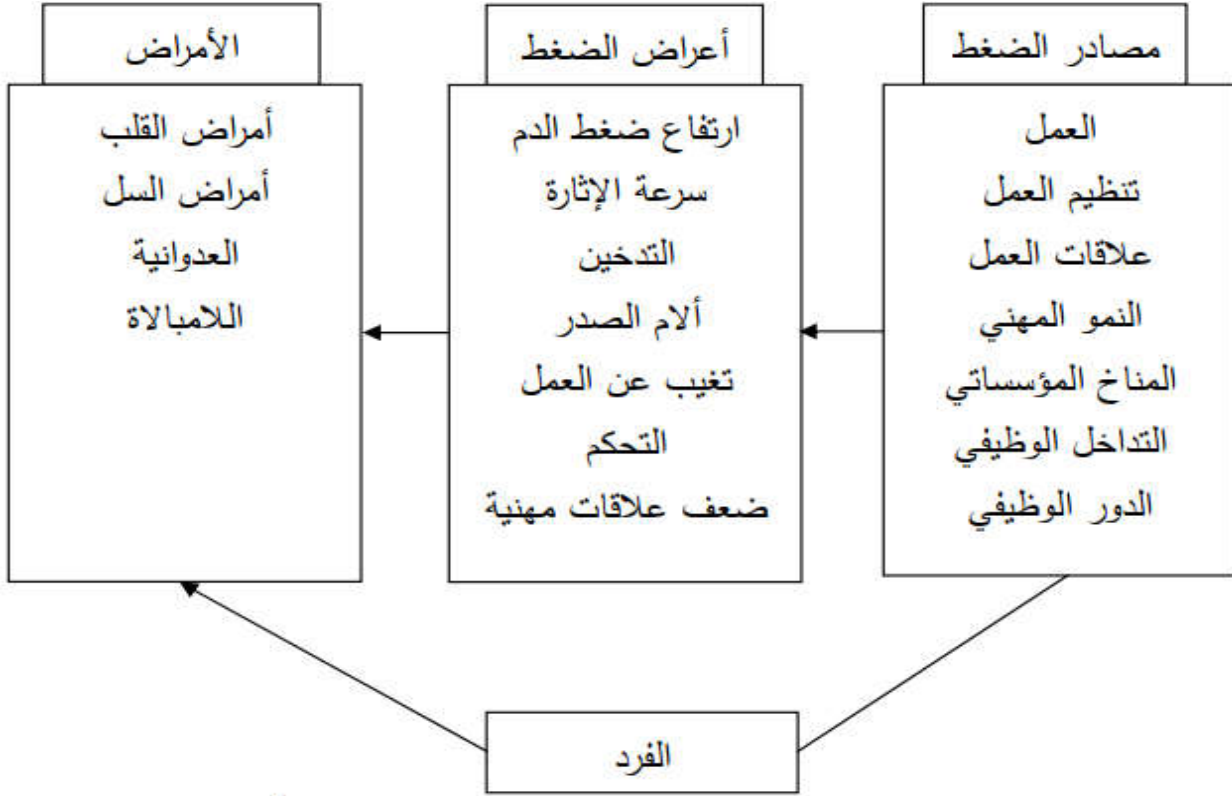 مصادر الضغط
العمل
تنظيم العمل
علاقات العمل
النمو المهني
المناخ المؤسساتي
التداخل الوظيفي
الدور الوظيفي
أعراض الضغط
ارتفاع ضغط الدم
سرعة الإثارة
التدخين
ألام الصدر
تغيب عن العمل
التحكم
ضعف علاقات مهنية
الأمراض
أمراض القلب
أمراض السل
العدوانية
اللامبالاة
الفرد